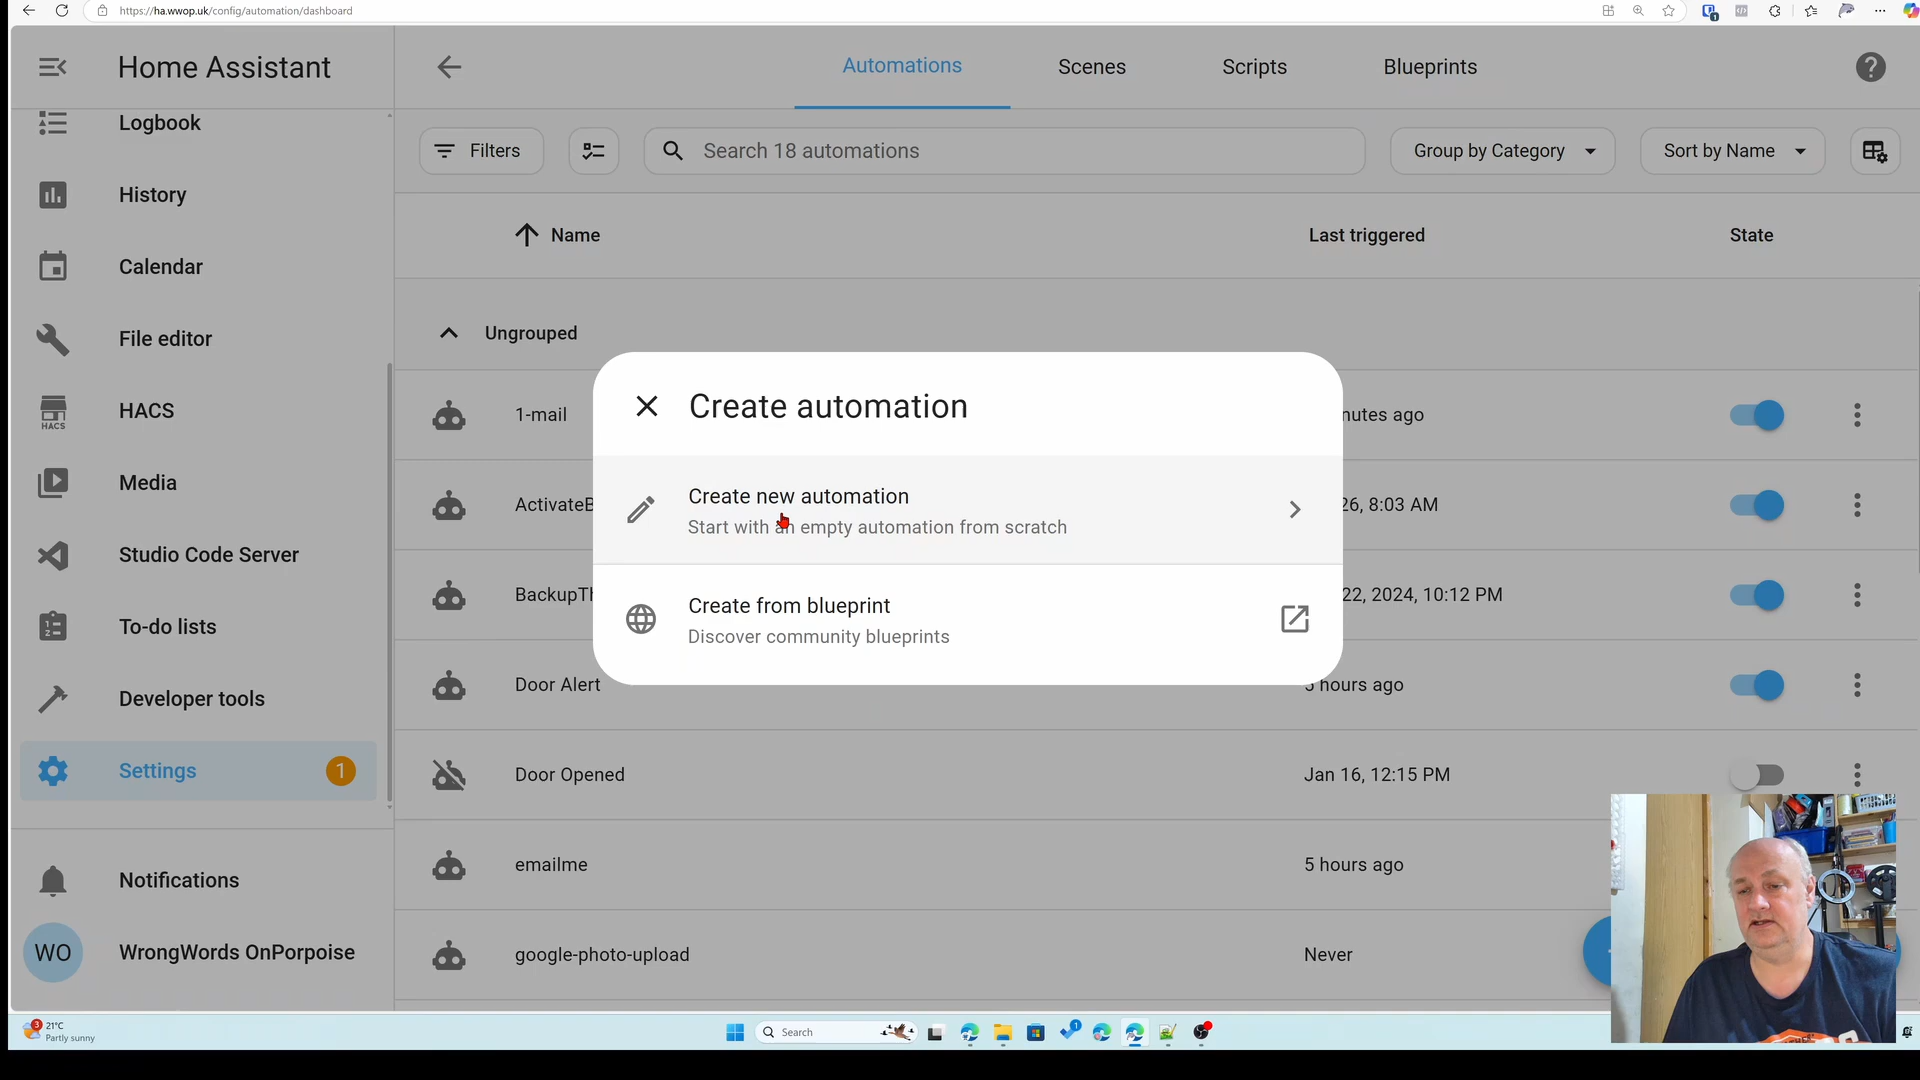 https://ha.wwop.uk/config/automation/dashboard
Home Assistant
Automations
Scenes
Scripts
Blueprints
Logbook
History
Calendar
File editor
HACS
HACS
Media
Studio Code Server
To-do lists
Developer tools
Settings
1
Notifications
WO
WrongWords OnPorpoise
Filters
Search 18 automations
Group by Category
Sort by Name
Name
Last triggered
State
Ungrouped
1-mail
nutes ago
ActivateB
26, 8:03 AM
BackupTh
22, 2024, 10:12 PM
Door Alert
5 hours ago
Door Opened
Jan 16, 12:15 PM
emailme
5 hours ago
google-photo-upload
Never
Create automation
Create new automation
Start with an empty automation from scratch
Create from blueprint
Discover community blueprints
3
21°C
Partly sunny
Search
1